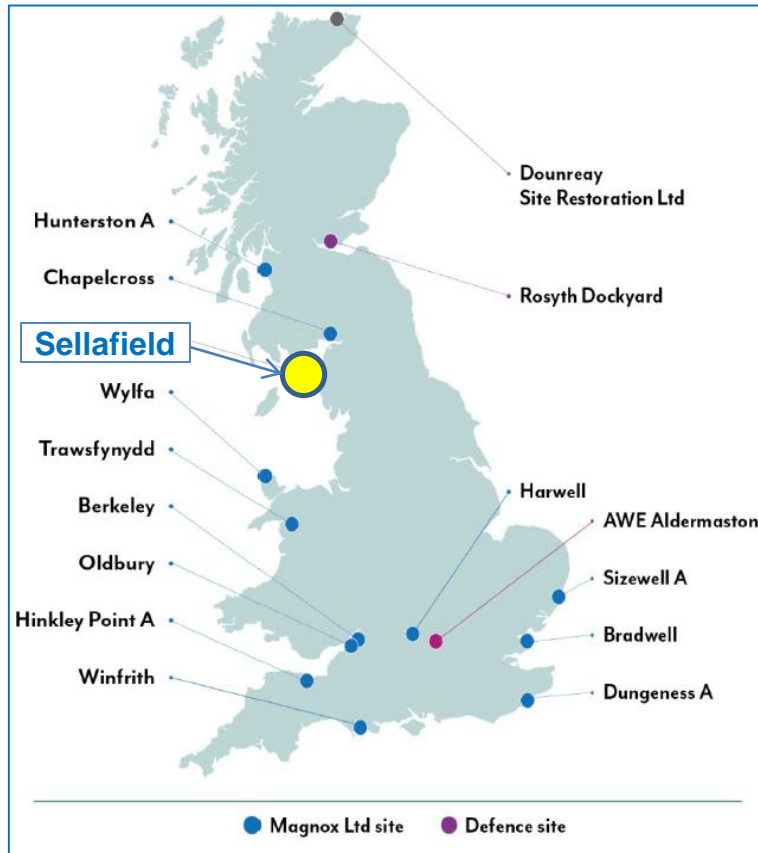 Dounreay
Site Restoration Ltd
Hunterston A
Chapelcross
Rosyth Dockyard
Sellafield
Wylfa
Trawsfynydd
Berkeley
Oldbury
Hinkley Point A
Winfrith
Harwell
AWE Aldermaston
Sizewell A
Bradwell
Dungeness A
Magnox Ltd site
Defence site